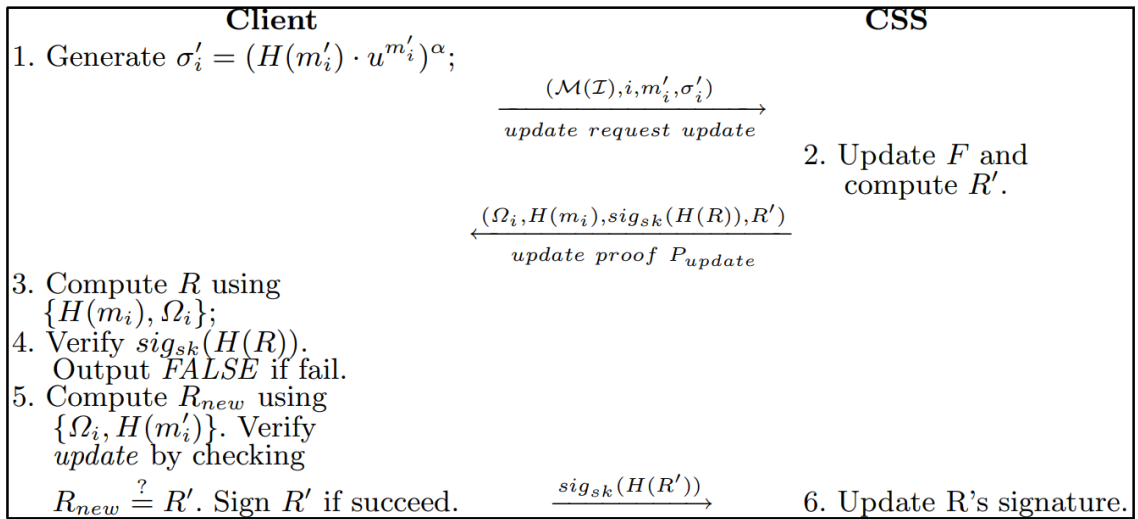 Client CSS
1. Generate σ′ᵢ = (H(m′ᵢ) · u^{m′ᵢ})^α;
(ℳ(ℐ),i,m′ᵢ,σ′ᵢ)
update request update
2. Update F and
compute R′.
(Ωᵢ,H(mᵢ),sig_{sk}(H(R)),R′)
update proof P_{update}
3. Compute R using
{H(mᵢ), Ωᵢ};
4. Verify sig_{sk}(H(R)).
Output FALSE if fail.
5. Compute R_{new} using
{Ωᵢ, H(m′ᵢ)}. Verify
update by checking
R_{new} ≟ R′. Sign R′ if succeed.
sig_{sk}(H(R′))
6. Update R's signature.